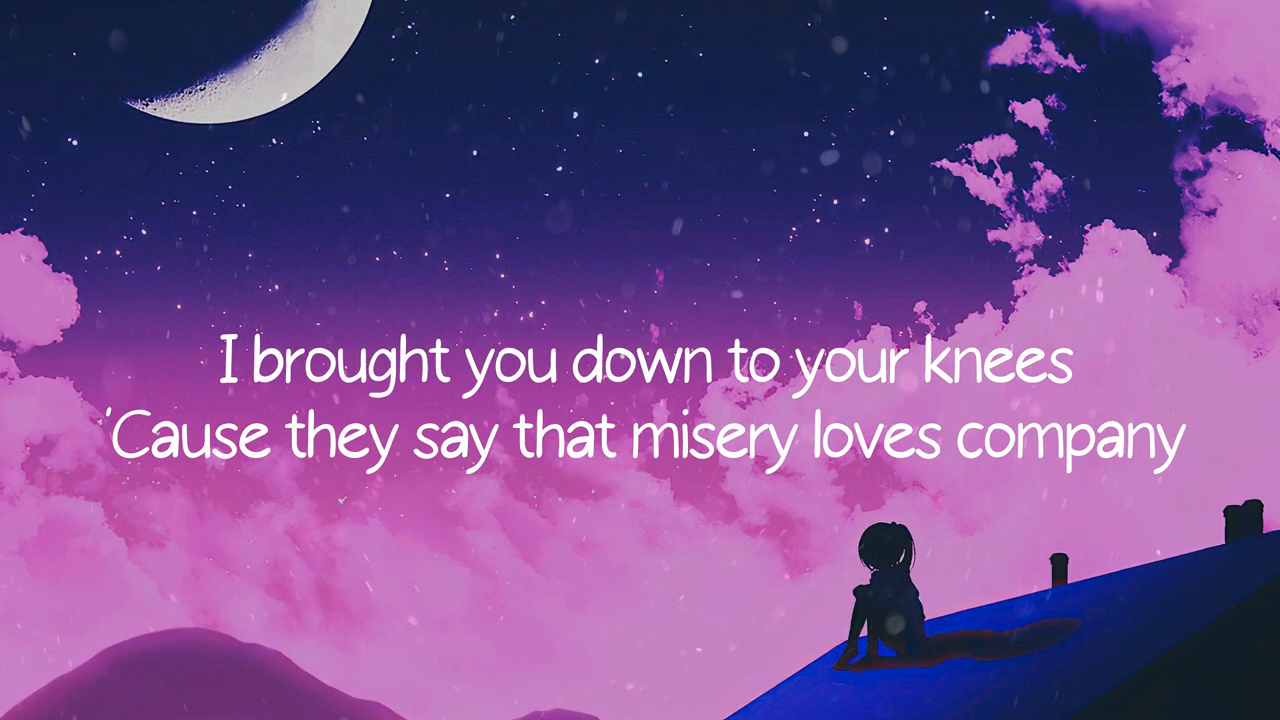 I brought you down to your knees
'Cause they say that misery loves company